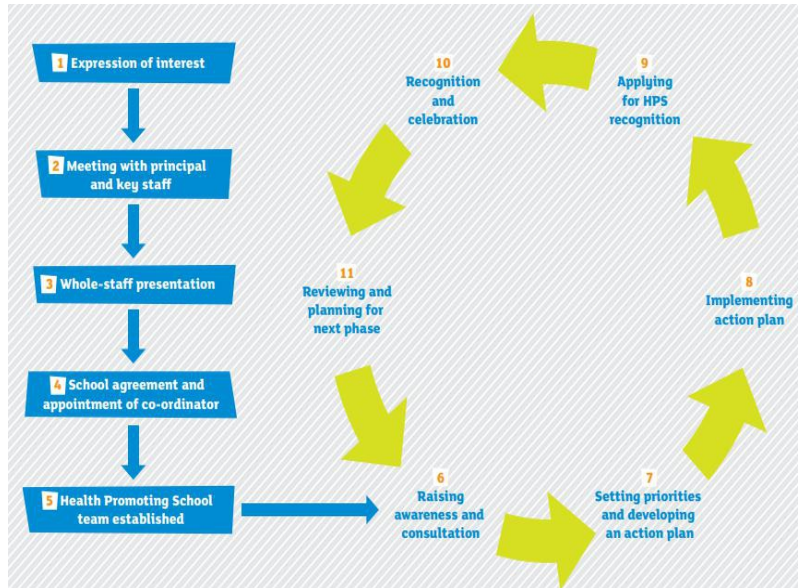 1 Expression of interest
2 Meeting with principal
and key staff
3 Whole-staff presentation
4 School agreement and
appointment of co-ordinator
5 Health Promoting School
team established
6
Raising
awareness and
consultation
7
Setting priorities
and developing
an action plan
8
Implementing
action plan
9
Applying
for HPS
recognition
10
Recognition
and
celebration
11
Reviewing and
planning for
next phase